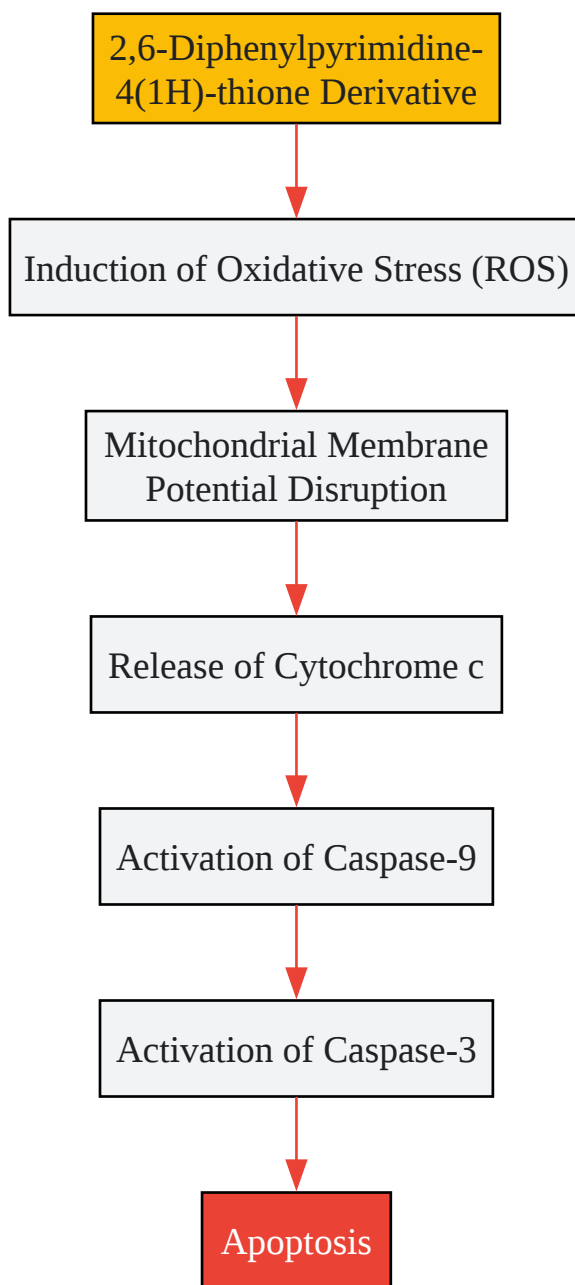 2,6-Diphenylpyrimidine-
4(1H)-thione Derivative
Induction of Oxidative Stress (ROS)
Mitochondrial Membrane
Potential Disruption
Release of Cytochrome c
Activation of Caspase-9
Activation of Caspase-3
Apoptosis